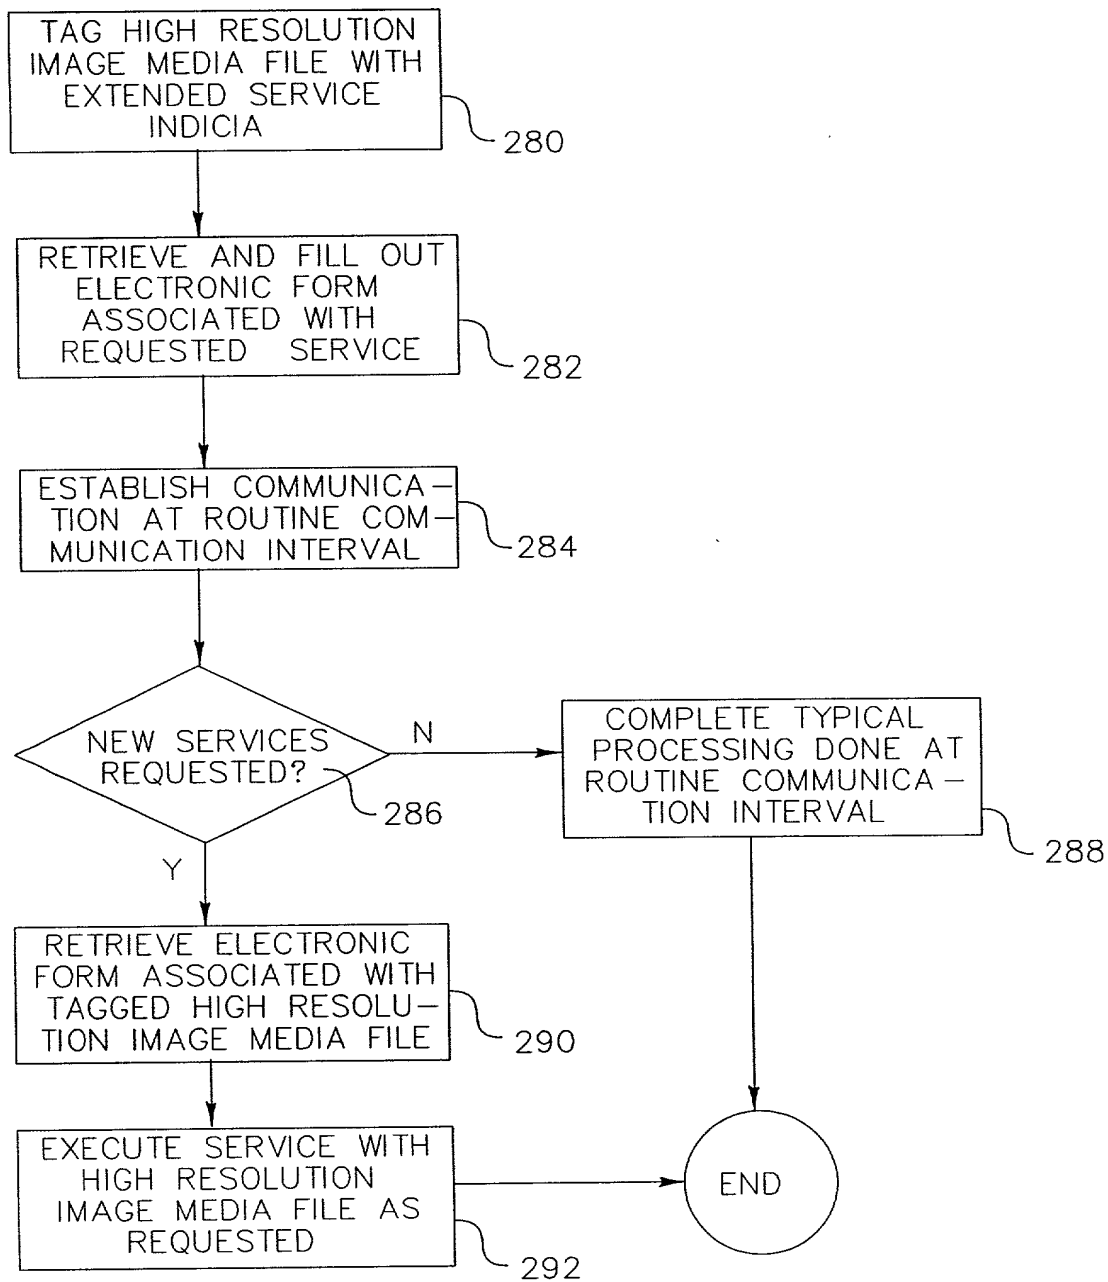 TAG HIGH RESOLUTION
IMAGE MEDIA FILE WITH
EXTENDED SERVICE
INDICIA
280
RETRIEVE AND FILL OUT
ELECTRONIC FORM
ASSOCIATED WITH
REQUESTED SERVICE
282
ESTABLISH COMMUNICA–
TION AT ROUTINE COM–
MUNICATION INTERVAL
284
NEW SERVICES
REQUESTED?
286
N
COMPLETE TYPICAL
PROCESSING DONE AT
ROUTINE COMMUNICA–
TION INTERVAL
288
Y
RETRIEVE ELECTRONIC
FORM ASSOCIATED WITH
TAGGED HIGH RESOLU–
TION IMAGE MEDIA FILE
290
EXECUTE SERVICE WITH
HIGH RESOLUTION
IMAGE MEDIA FILE AS
REQUESTED
292
END